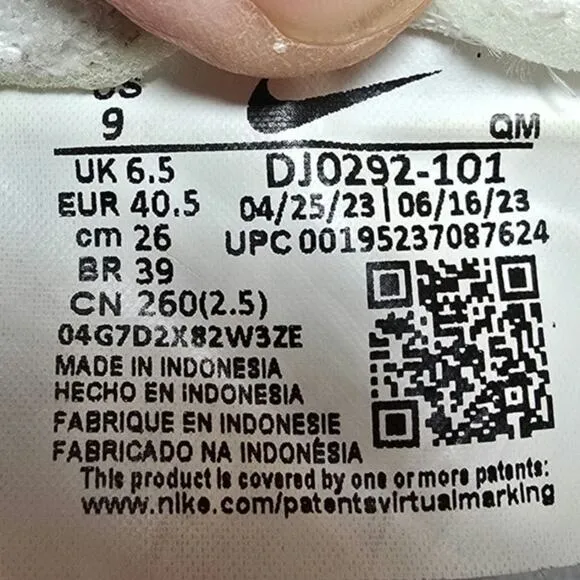 US
9
QM
UK 6.5
DJ0292-101
EUR 40.5
04/25/23 | 06/16/23
cm 26
UPC 00195237087624
BR 39
CN 260(2.5)
04G7D2X82W3ZE
MADE IN INDONESIA
HECHO EN INDONESIA
FABRIQUE EN INDONESIE
FABRICADO NA INDONÉSIA
This product is covered by one or more patents:
www.nike.com/patentsvirtualmarking